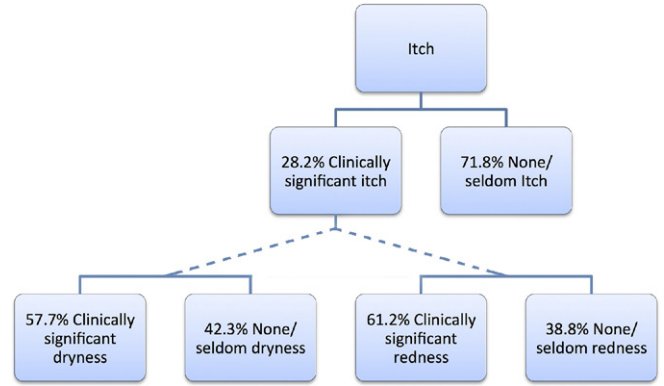 Itch
28.2% Clinically
significant itch
71.8% None/
seldom Itch
57.7% Clinically
significant
dryness
42.3% None/
seldom dryness
61.2% Clinically
significant
redness
38.8% None/
seldom redness